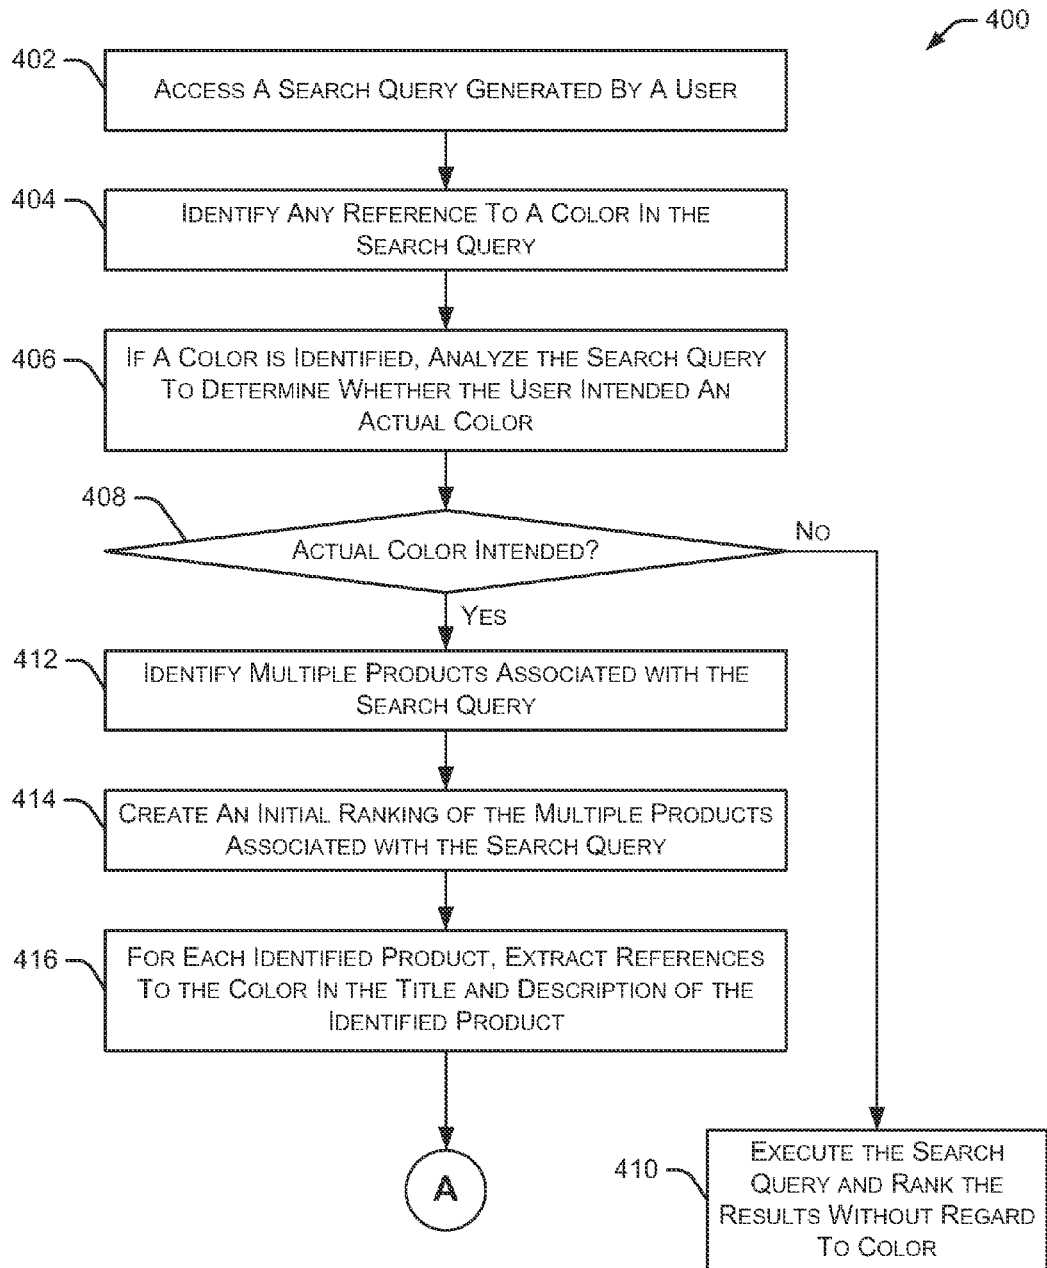 400
402
ACCESS A SEARCH QUERY GENERATED BY A USER
404
IDENTIFY ANY REFERENCE TO A COLOR IN THE
SEARCH QUERY
406
IF A COLOR IS IDENTIFIED, ANALYZE THE SEARCH QUERY
TO DETERMINE WHETHER THE USER INTENDED AN
ACTUAL COLOR
408
ACTUAL COLOR INTENDED?
NO
YES
412
IDENTIFY MULTIPLE PRODUCTS ASSOCIATED WITH THE
SEARCH QUERY
414
CREATE AN INITIAL RANKING OF THE MULTIPLE PRODUCTS
ASSOCIATED WITH THE SEARCH QUERY
416
FOR EACH IDENTIFIED PRODUCT, EXTRACT REFERENCES
TO THE COLOR IN THE TITLE AND DESCRIPTION OF THE
IDENTIFIED PRODUCT
A
410
EXECUTE THE SEARCH
QUERY AND RANK THE
RESULTS WITHOUT REGARD
TO COLOR